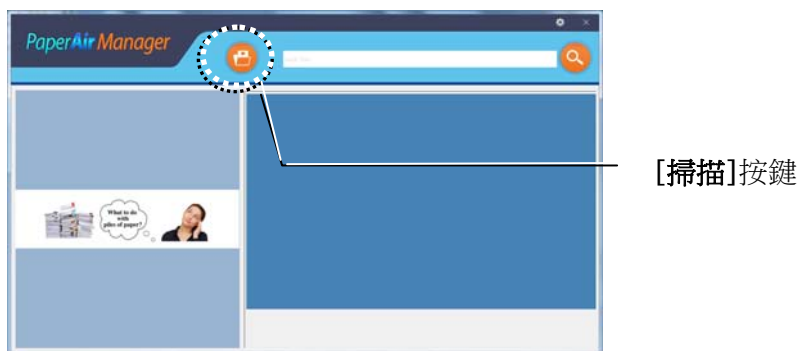 PaperAir Manager
[掃描]按鍵
What to do
with
piles of paper?